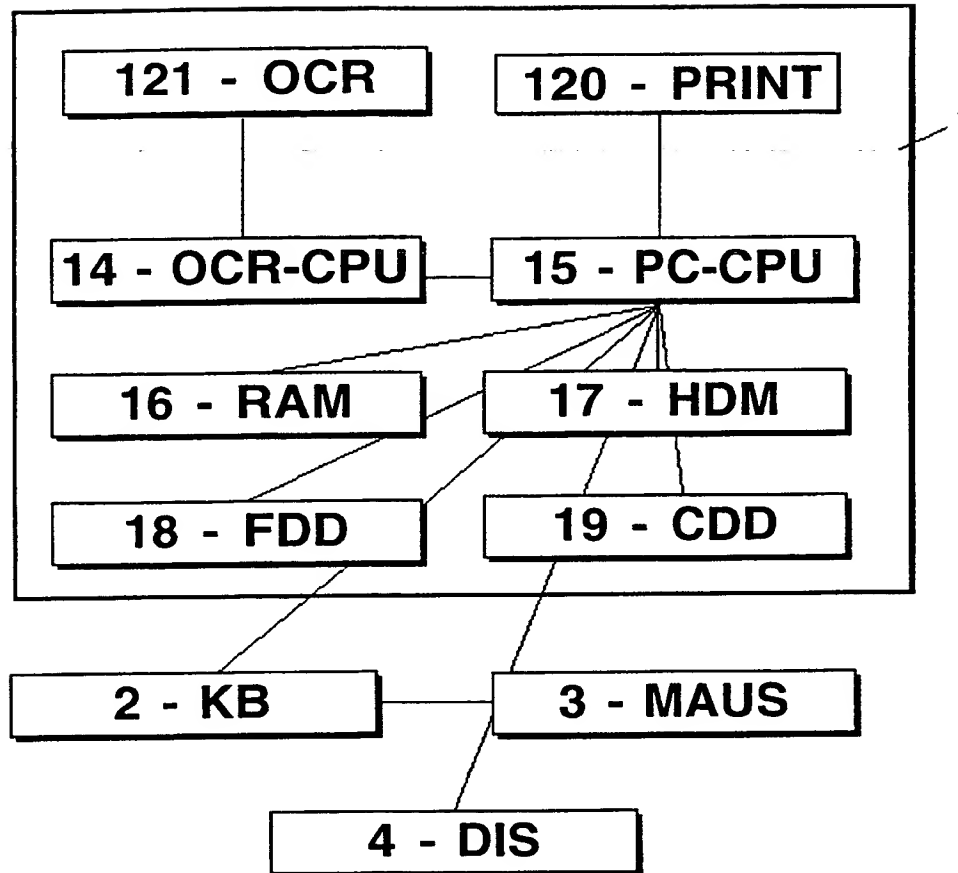 121 - OCR
120 - PRINT
14 - OCR-CPU
15 - PC-CPU
16 - RAM
17 - HDM
18 - FDD
19 - CDD
2 - KB
3 - MAUS
4 - DIS